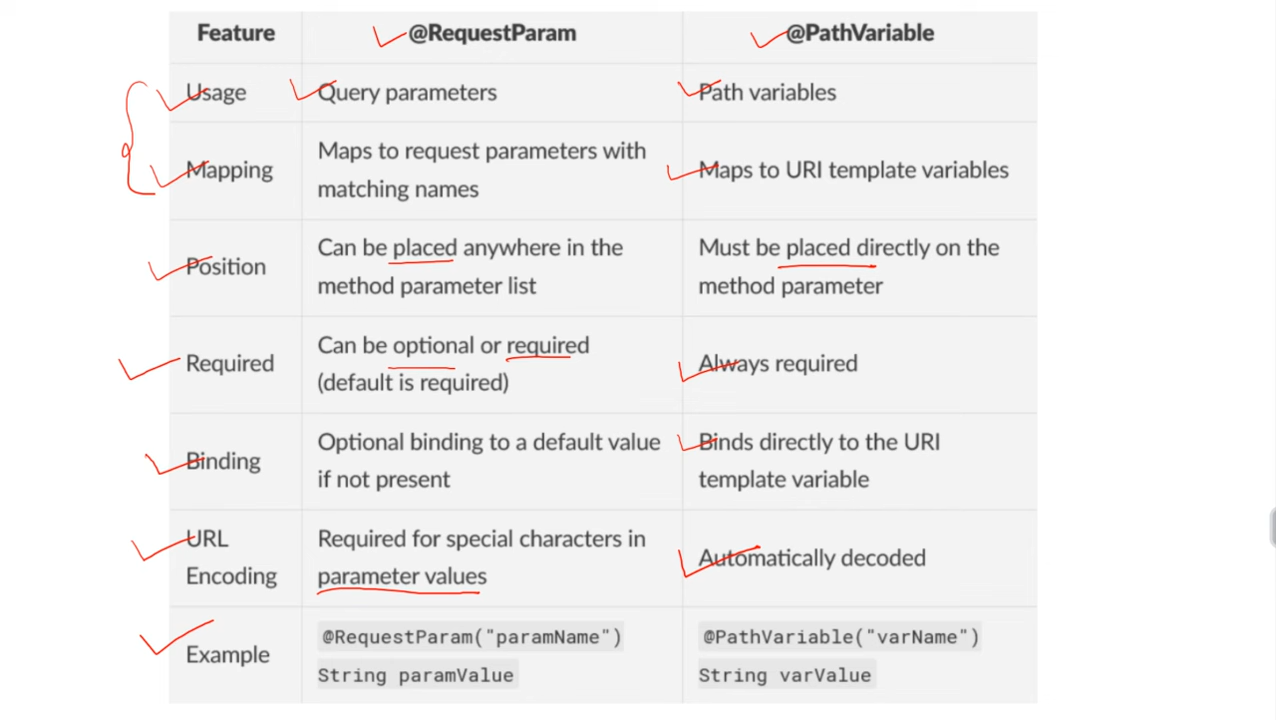 Feature @RequestParam @PathVariable
Usage Query parameters Path variables
Mapping Maps to request parameters with matching names Maps to URI template variables
Position Can be placed anywhere in the method parameter list Must be placed directly on the method parameter
Required Can be optional or required (default is required) Always required
Binding Optional binding to a default value if not present Binds directly to the URI template variable
URL Encoding Required for special characters in parameter values Automatically decoded
Example @RequestParam("paramName") String paramValue @PathVariable("varName") String varValue